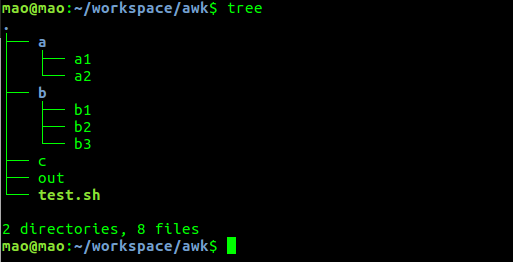 mao@mao:~/workspace/awk$ tree
.
├── a
│   ├── a1
│   └── a2
├── b
│   ├── b1
│   ├── b2
│   └── b3
├── c
├── out
└── test.sh

2 directories, 8 files
mao@mao:~/workspace/awk$